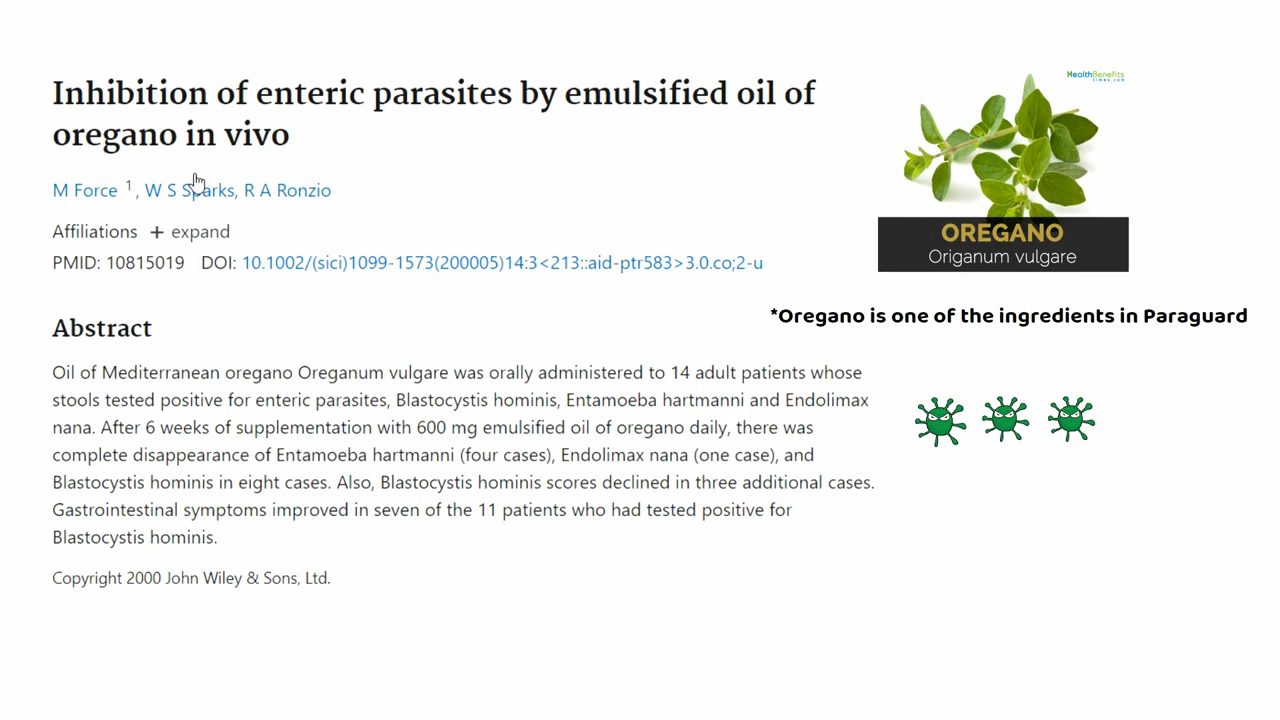 Inhibition of enteric parasites by emulsified oil of
oregano in vivo
M Force 1 , W S Sparks, R A Ronzio
Affiliations + expand
PMID: 10815019 DOI: 10.1002/(sici)1099-1573(200005)14:3<213::aid-ptr583>3.0.co;2-u
Abstract
Oil of Mediterranean oregano Oreganum vulgare was orally administered to 14 adult patients whose
stools tested positive for enteric parasites, Blastocystis hominis, Entamoeba hartmanni and Endolimax
nana. After 6 weeks of supplementation with 600 mg emulsified oil of oregano daily, there was
complete disappearance of Entamoeba hartmanni (four cases), Endolimax nana (one case), and
Blastocystis hominis in eight cases. Also, Blastocystis hominis scores declined in three additional cases.
Gastrointestinal symptoms improved in seven of the 11 patients who had tested positive for
Blastocystis hominis.
Copyright 2000 John Wiley & Sons, Ltd.
HealthBenefits
TIMES.COM
OREGANO
Origanum vulgare
*Oregano is one of the ingredients in Paraguard